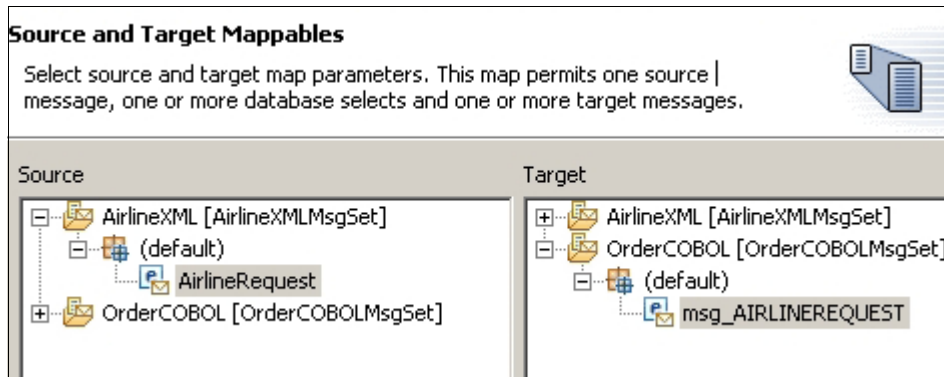 Source and Target Mappables
Select source and target map parameters. This map permits one source
message, one or more database selects and one or more target messages.
Source
AirlineXML [AirlineXMLMsgSet]
(default)
AirlineRequest
OrderCOBOL [OrderCOBOLMsgSet]
Target
AirlineXML [AirlineXMLMsgSet]
OrderCOBOL [OrderCOBOLMsgSet]
(default)
msg_AIRLINEREQUEST